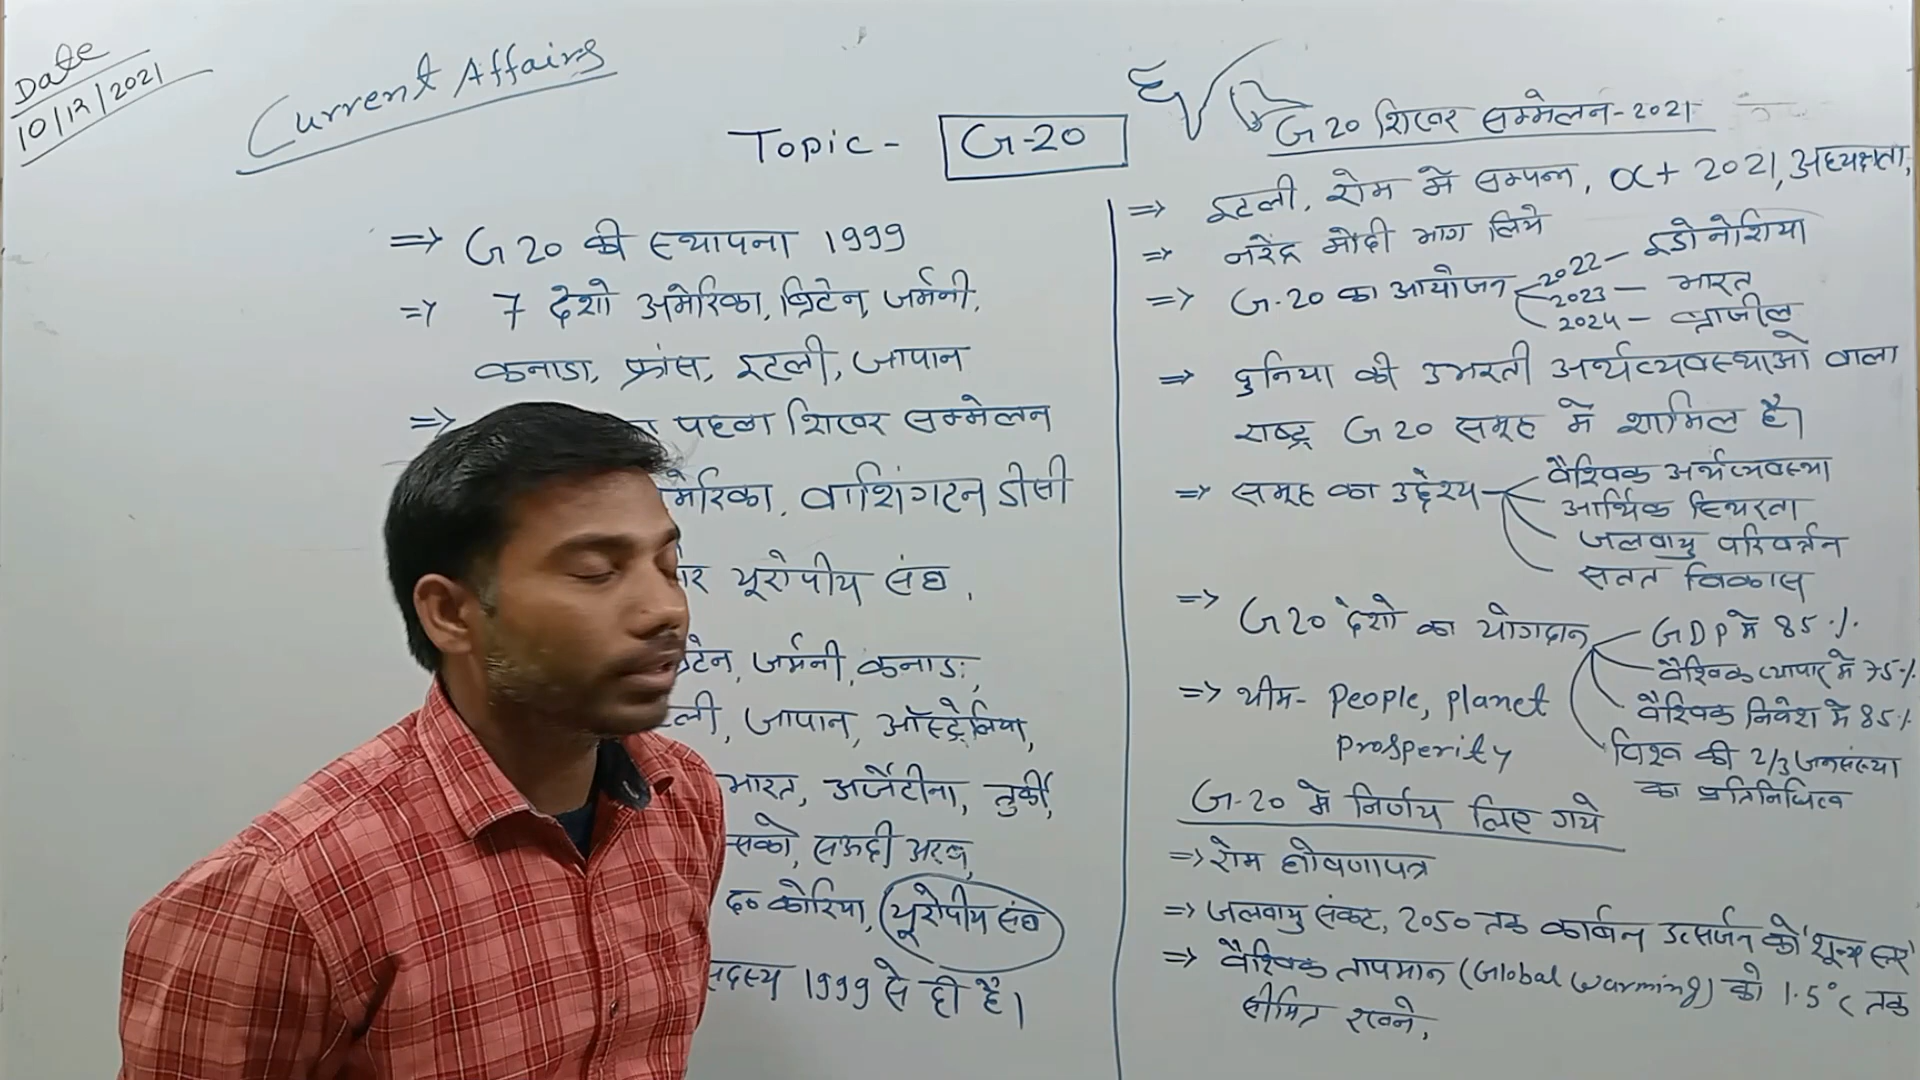 Date
10/12/2021
Current Affairs
Topic - G-20
⇒ G20 की स्थापना 1999
⇒ 7 देशो अमेरिका, ब्रिटेन, जर्मनी,
कनाडा, फ्रांस, इटली, जापान
⇒ पहला शिखर सम्मेलन
मेरिका, वाशिंगटन डीसी
यूरोपीय संघ,
जर्मनी, कनाडा,
जापान, ऑस्ट्रेलिया,
भारत, अर्जेंटीना, तुर्की,
सको, सऊदी अरब,
द० कोरिया, यूरोपीय संघ
सदस्य 1999 से ही है।
G20 शिखर सम्मेलन-2021
⇒ इटली, रोम में सम्पन्न, Oct 2021, अध्यक्षता,
⇒ नरेंद्र मोदी भाग लिये
⇒ G-20 का आयोजन 2022 - इंडोनेशिया
2023 - भारत
2024 - ब्राजील
⇒ दुनिया की उभरती अर्थव्यवस्थाओं वाला
राष्ट्र G20 समूह में शामिल है।
⇒ समूह का उद्देश्य - वैश्विक अर्थव्यवस्था
आर्थिक स्थिरता
जलवायु परिवर्तन
सतत विकास
⇒ G20 देशो का योगदान - GDP में 85%
वैश्विक व्यापार में 75%
वैश्विक निवेश में 85%
विश्व की 2/3 जनसंख्या
का प्रतिनिधित्व
⇒ थीम- People, Planet
Prosperity
G-20 में निर्णय लिए गये
⇒ रोम घोषणापत्र
⇒ जलवायु संकट, 2050 तक कार्बन उत्सर्जन को शून्य स्तर
⇒ वैश्विक तापमान (Global Warming) को 1.5°C तक
सीमित रखने,